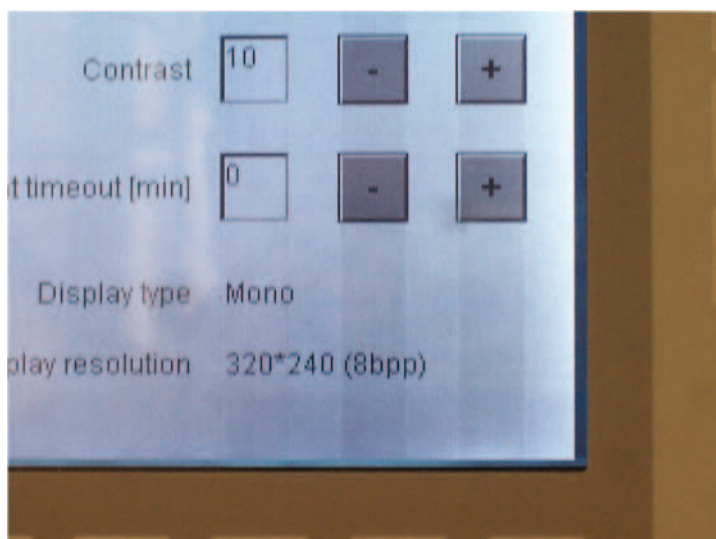 Contrast 10 - +
t timeout [min] 0 - +
Display type Mono
play resolution 320*240 (8bpp)